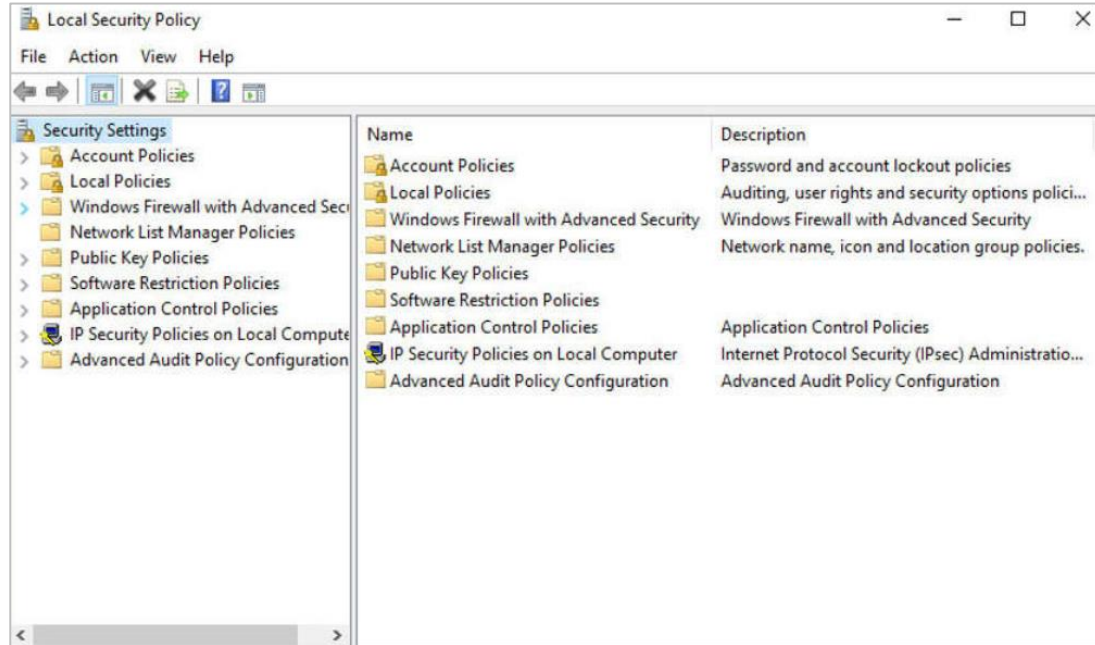 Local Security Policy
File Action View Help
Security Settings
Account Policies
Local Policies
Windows Firewall with Advanced Secu
Network List Manager Policies
Public Key Policies
Software Restriction Policies
Application Control Policies
IP Security Policies on Local Compute
Advanced Audit Policy Configuration
Name Description
Account Policies Password and account lockout policies
Local Policies Auditing, user rights and security options polici...
Windows Firewall with Advanced Security Windows Firewall with Advanced Security
Network List Manager Policies Network name, icon and location group policies.
Public Key Policies
Software Restriction Policies
Application Control Policies Application Control Policies
IP Security Policies on Local Computer Internet Protocol Security (IPsec) Administratio...
Advanced Audit Policy Configuration Advanced Audit Policy Configuration